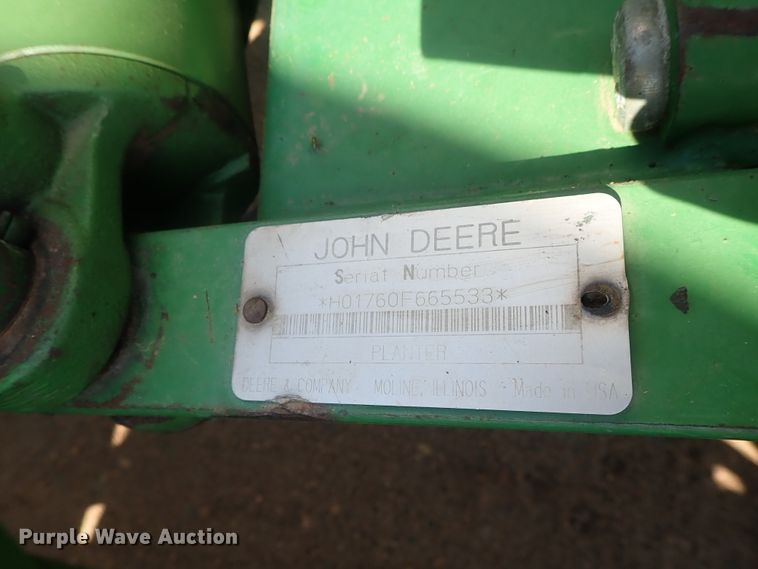 JOHN DEERE
Serial Number
*H01760F665533*
PLANTER
DEERE & COMPANY MOLINE, ILLINOIS Made in USA
Purple Wave Auction